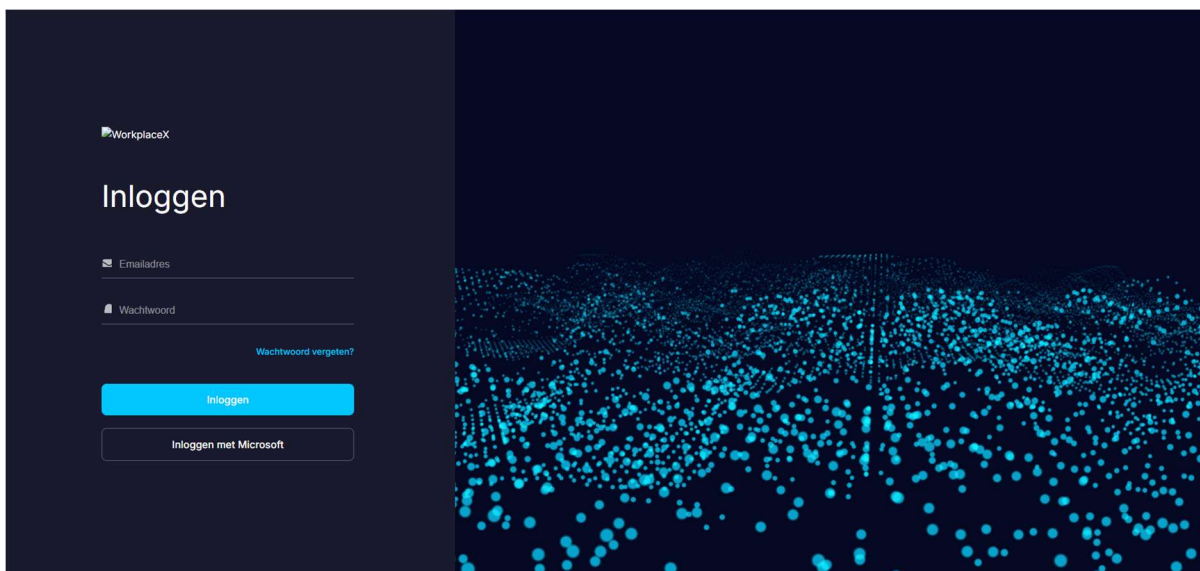 WorkplaceX
Inloggen
Emailadres
Wachtwoord
Wachtwoord vergeten?
Inloggen
Inloggen met Microsoft